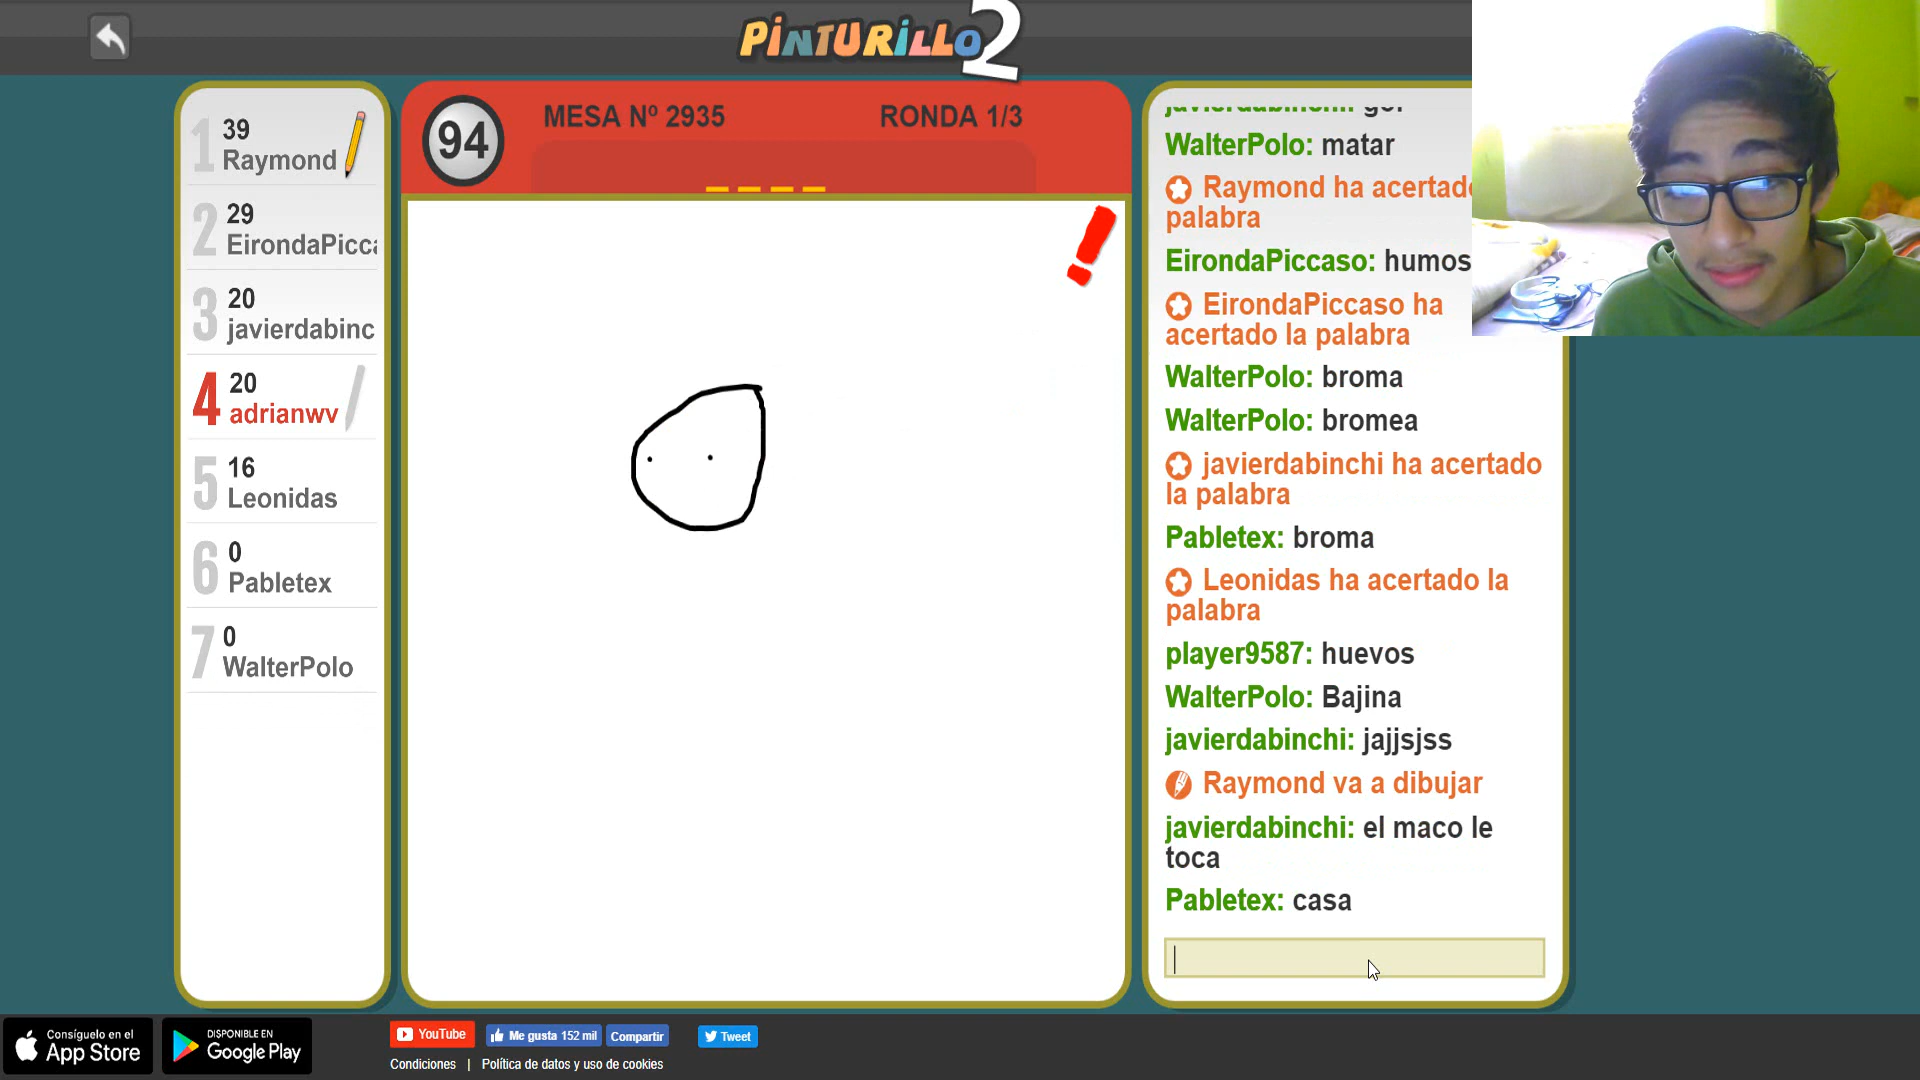 PINTURILLO 2
1
39
Raymond
2
29
EirondaPicca
3
20
javierdabinc
4
20
adrianwv
5
16
Leonidas
6
0
Pabletex
7
0
WalterPolo
94
MESA Nº 2935
RONDA 1/3
_ _ _ _
javierdabinchi: gol
WalterPolo: matar
Raymond ha acertado
palabra
EirondaPiccaso: humos
EirondaPiccaso ha
acertado la palabra
WalterPolo: broma
WalterPolo: bromea
javierdabinchi ha acertado
la palabra
Pabletex: broma
Leonidas ha acertado la
palabra
player9587: huevos
WalterPolo: Bajina
javierdabinchi: jajjsjss
Raymond va a dibujar
javierdabinchi: el maco le
toca
Pabletex: casa
Consíguelo en el
App Store
DISPONIBLE EN
Google Play
YouTube
Me gusta 152 mil
Compartir
Tweet
Condiciones | Política de datos y uso de cookies